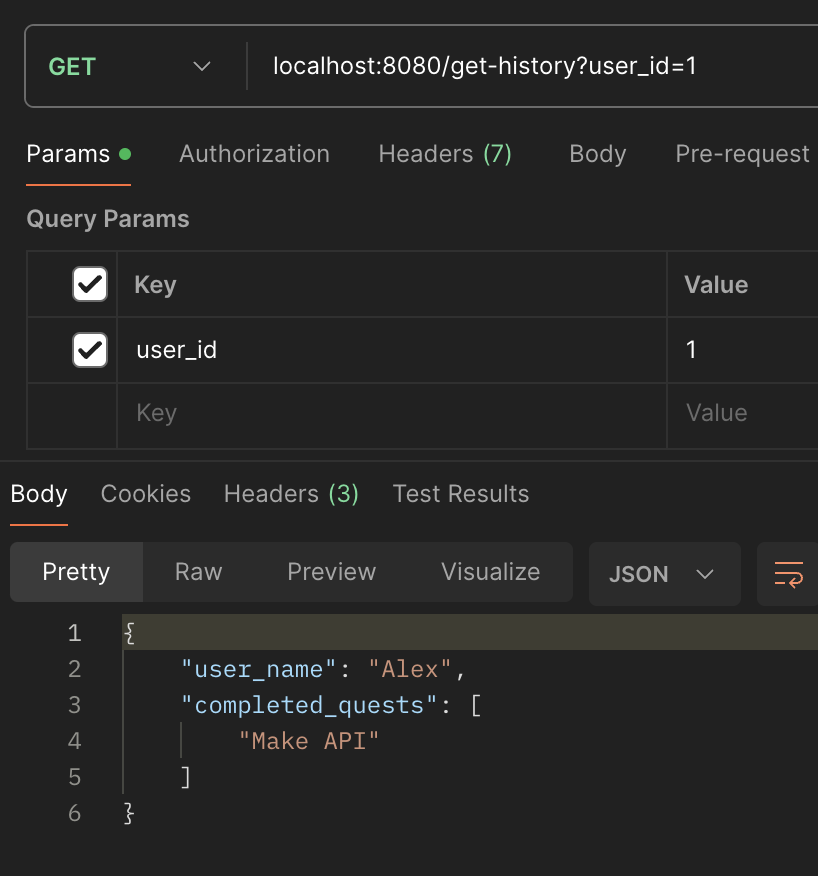 GET localhost:8080/get-history?user_id=1
Params Authorization Headers (7) Body Pre-request
Query Params
Key Value
user_id 1
Key Value
Body Cookies Headers (3) Test Results
Pretty Raw Preview Visualize JSON
1 {
2 "user_name": "Alex",
3 "completed_quests": [
4 "Make API"
5 ]
6 }